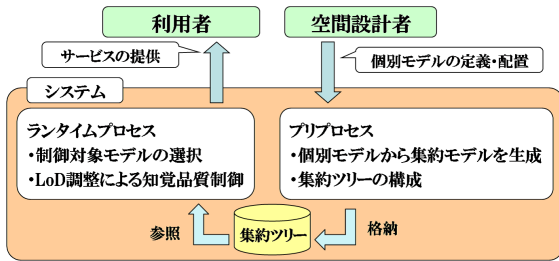 利用者
空間設計者
サービスの提供
個別モデルの定義・配置
システム
ランタイムプロセス
・制御対象モデルの選択
・LoD調整による知覚品質制御
プリプロセス
・個別モデルから集約モデルを生成
・集約ツリーの構成
参照
集約ツリー
格納